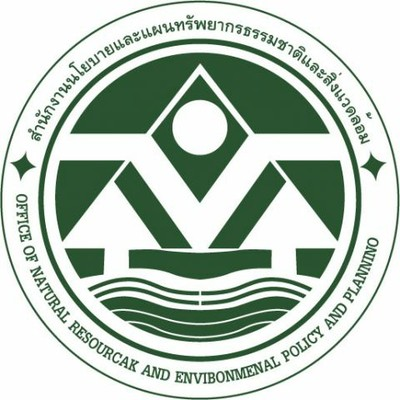 สำนักงานนโยบายและแผนทรัพยากรธรรมชาติและสิ่งแวดล้อม
OFFICE OF NATURAL RESOURCAK AND ENVIBONMENAL POLICY AND PLANNINO